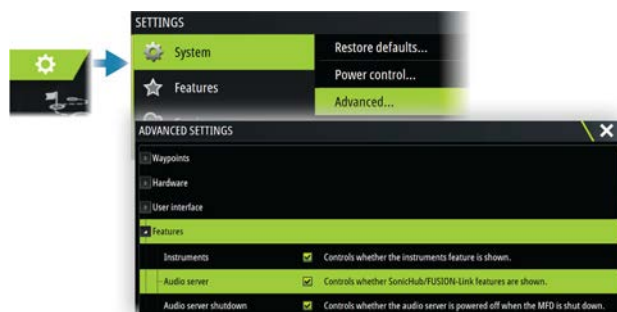 SETTINGS
System
Restore defaults...
Power control...
Features
Advanced...
ADVANCED SETTINGS
Waypoints
Hardware
User interface
Features
Instruments Controls whether the instruments feature is shown.
Audio server Controls whether SonicHub/FUSION-Link features are shown.
Audio server shutdown Controls whether the audio server is powered off when the MFD is shut down.